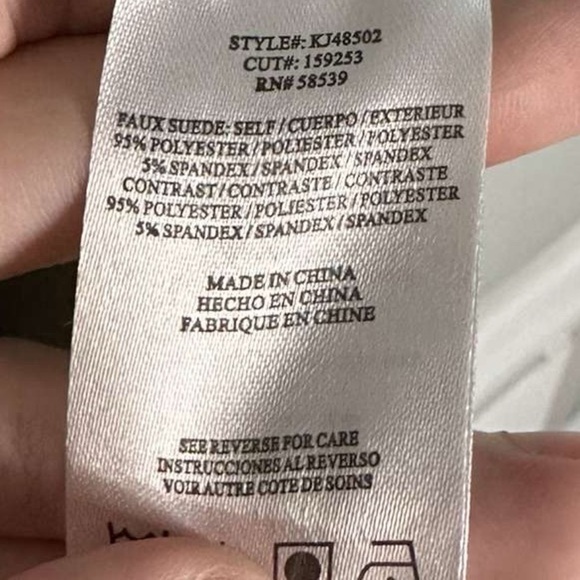 STYLE#: KJ48502
CUT#: 159253
RN# 58539
FAUX SUEDE: SELF / CUERPO / EXTERIEUR
95% POLYESTER / POLIESTER / POLYESTER
5% SPANDEX / SPANDEX / SPANDEX
CONTRAST / CONTRASTE / CONTRASTE
95% POLYESTER / POLIESTER / POLYESTER
5% SPANDEX / SPANDEX / SPANDEX
MADE IN CHINA
HECHO EN CHINA
FABRIQUE EN CHINE
SEE REVERSE FOR CARE
INSTRUCCIONES AL REVERSO
VOIR AUTRE COTE DE SOINS